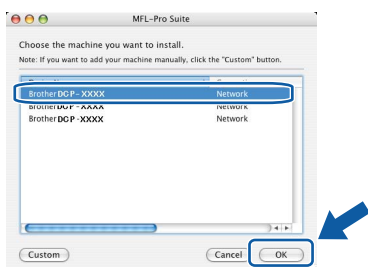 MFL-Pro Suite
Choose the machine you want to install.
Note: If you want to add your machine manually, click the "Custom" button.
Brother DCP-XXXX Network
Brother DCP-XXXX Network
Brother DCP-XXXX Network
Custom Cancel OK